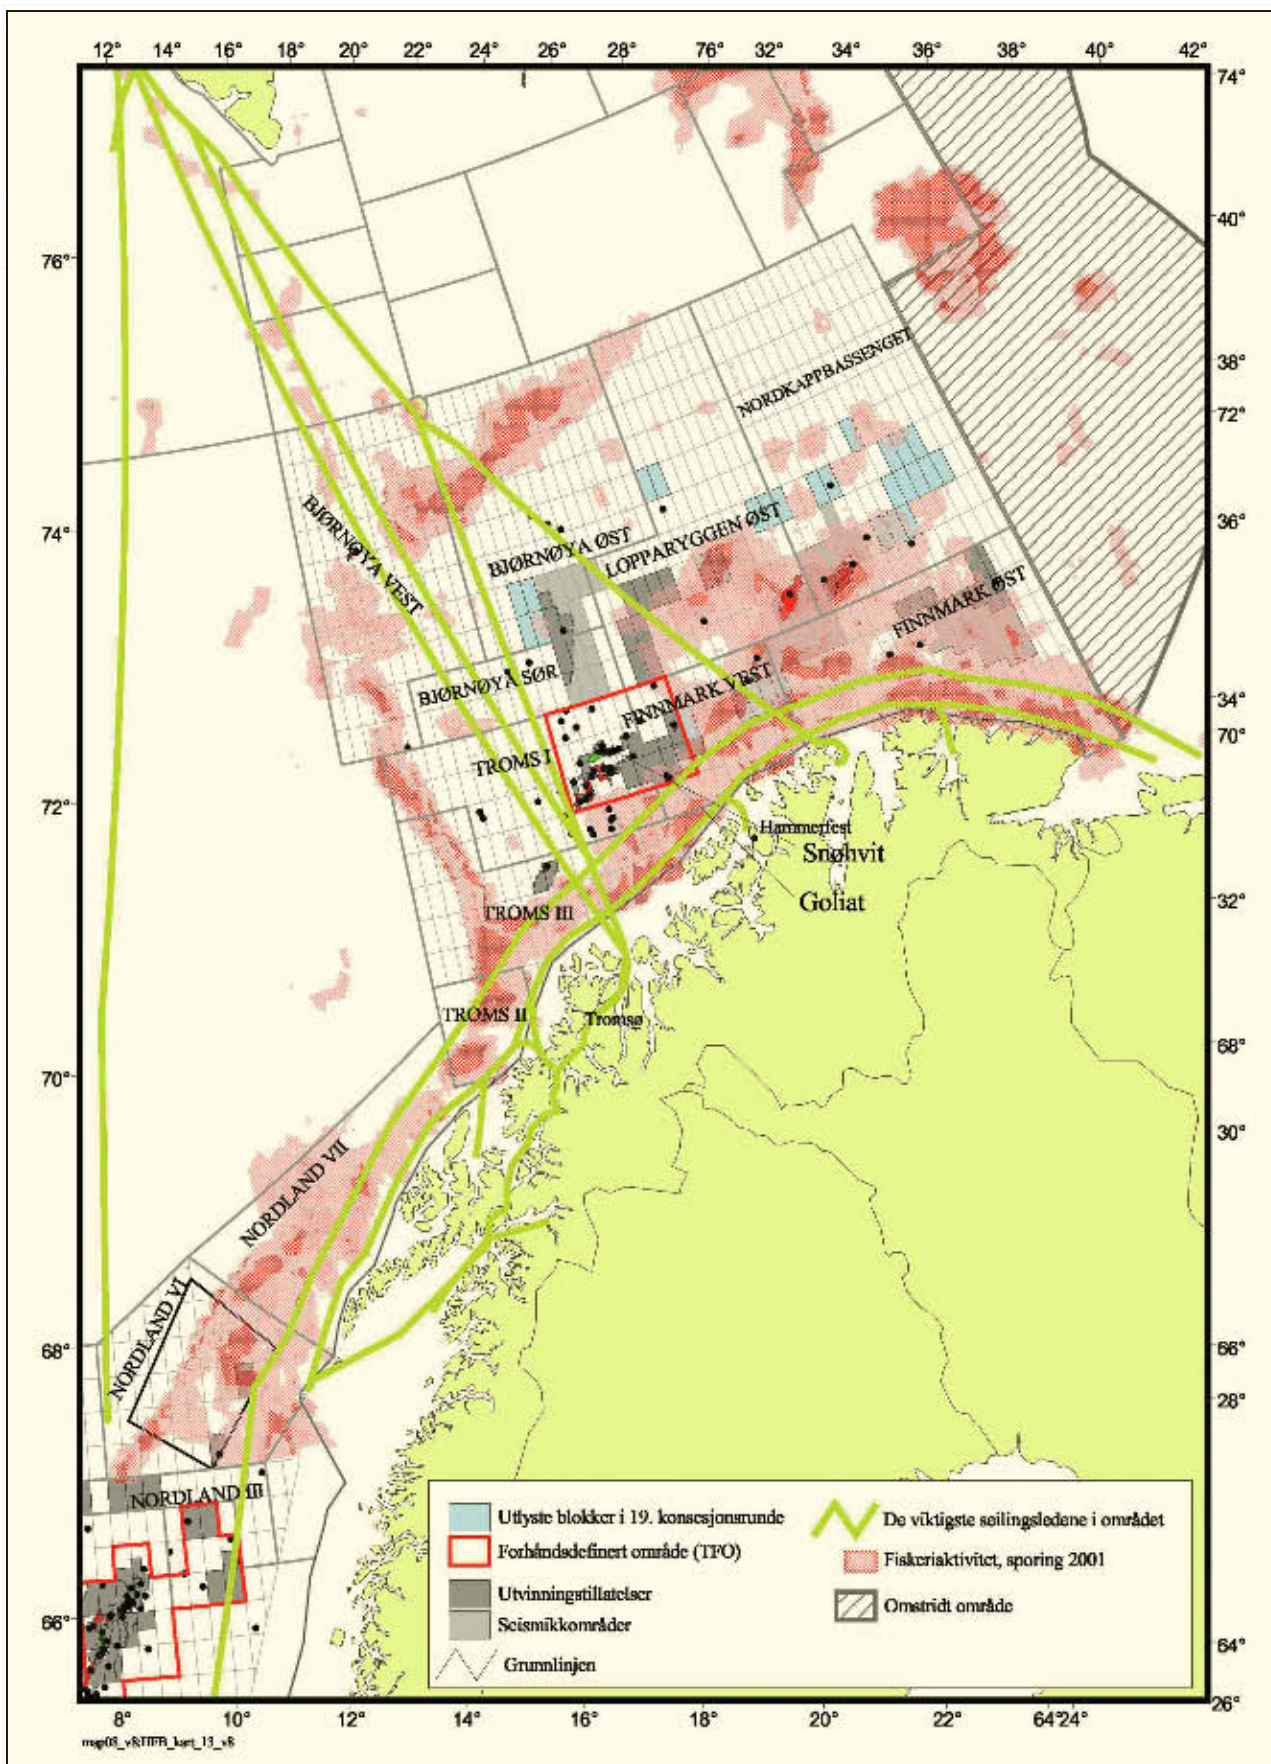 12° 14° 16° 20° 22° 24° 26° 28° 76° 32° 34° 36° 40° 42°
74°
40°
76°
38°
NORDKAPPBASSENGET
72°
BJØRNØYA VEST
LOPPARYGGEN ØST
36°
74°
BJØRNØYA ØST
FINNMARK ØST
BJØRNØYA SØR
FINNMARK VEST
34°
70°
TROMS I
72°
Hammerfest
Snøhvit
Goliat
32°
TROMS III
TROMS II
Tromsø
68°
70°
30°
NORDLAND VII
NORDLAND VI
68°
66°
28°
NORDLAND III
Utlyste blokker i 19. konsesjonsrunde
De viktigste seilingsledene i området
Forhåndsdefinert område (TFO)
Fiskeriaktivitet, sporing 2001
Utvinningstillatelser
Omstridt område
66°
Seismikkområder
64°
Grunnlinjen
26°
8° 10° 12° 14° 16° 18° 20° 22° 64°24°